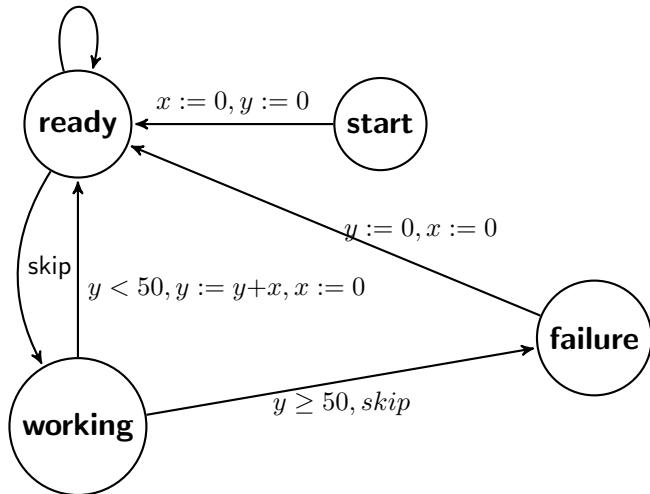 x := 0, y := 0
ready
start
y := 0, x := 0
skip
y < 50, y := y+x, x := 0
failure
y ≥ 50, skip
working